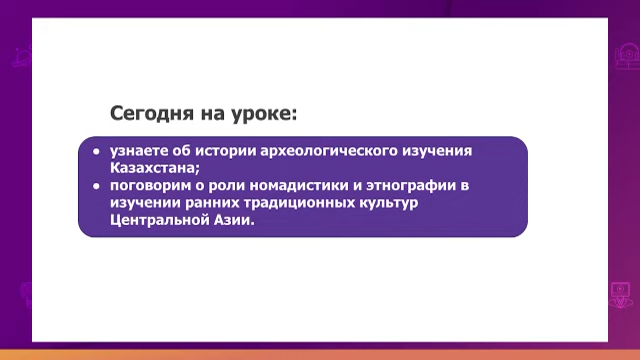 Сегодня на уроке:
● узнаете об истории археологического изучения
Казахстана;
● поговорим о роли номадистики и этнографии в
изучении ранних традиционных культур
Центральной Азии.